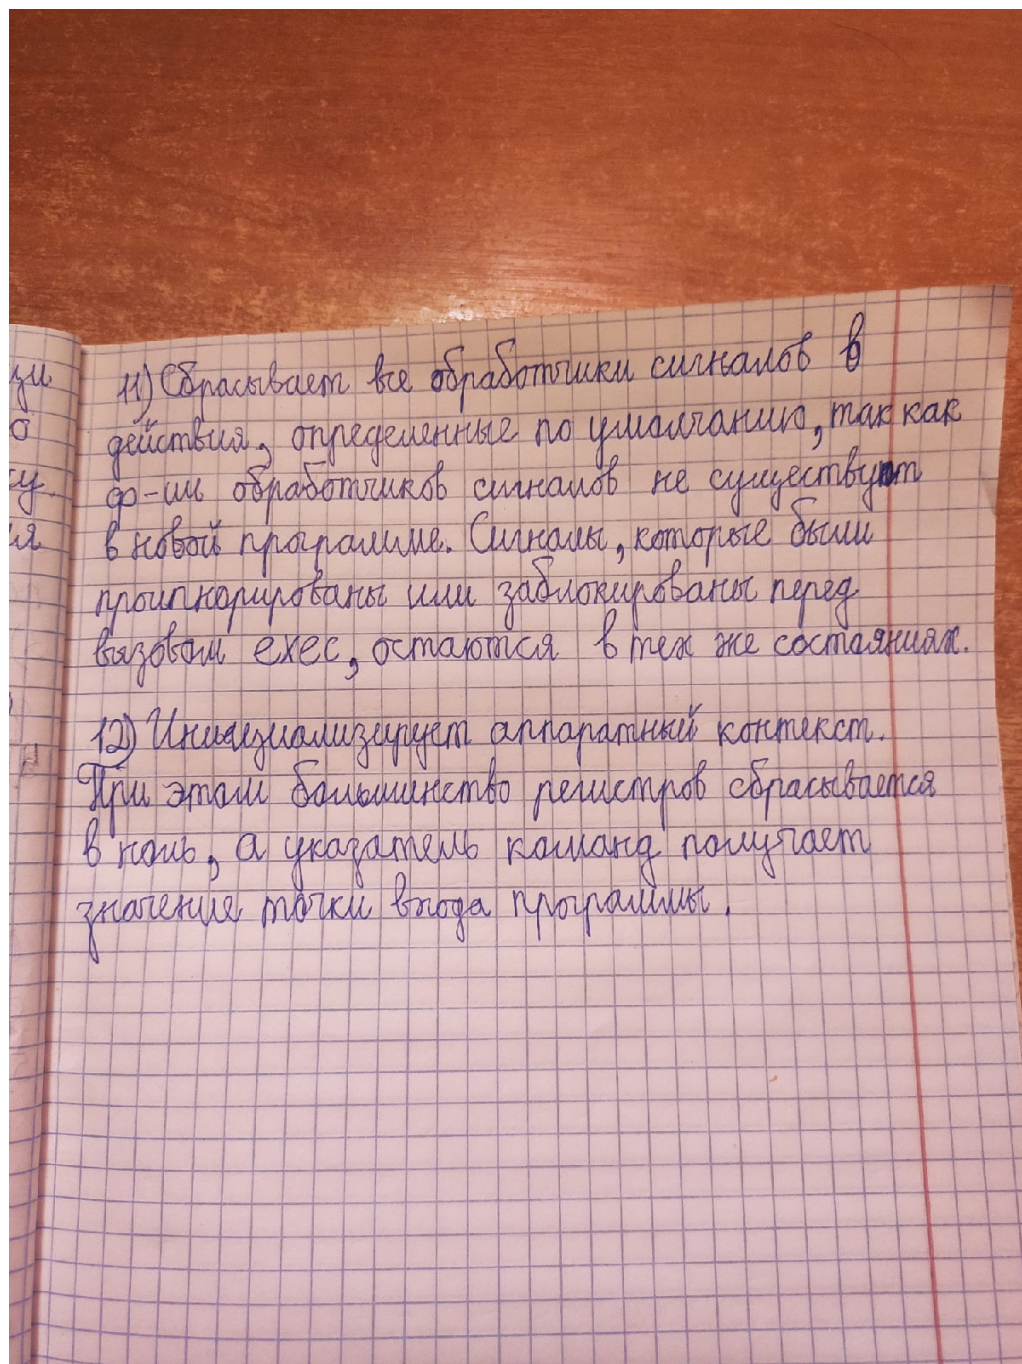 11) Сбрасывает все обработчики сигналов в
действия, определенные по умолчанию, так как
ф-ии обработчиков сигналов не существуют
в новой программе. Сигналы, которые были
проигнорированы или заблокированы перед
вызовом exec, остаются в тех же состояниях.
12) Инициализирует аппаратный контекст.
При этом большинство регистров сбрасывается
в ноль, а указатель команд получает
значение точки входа программы.